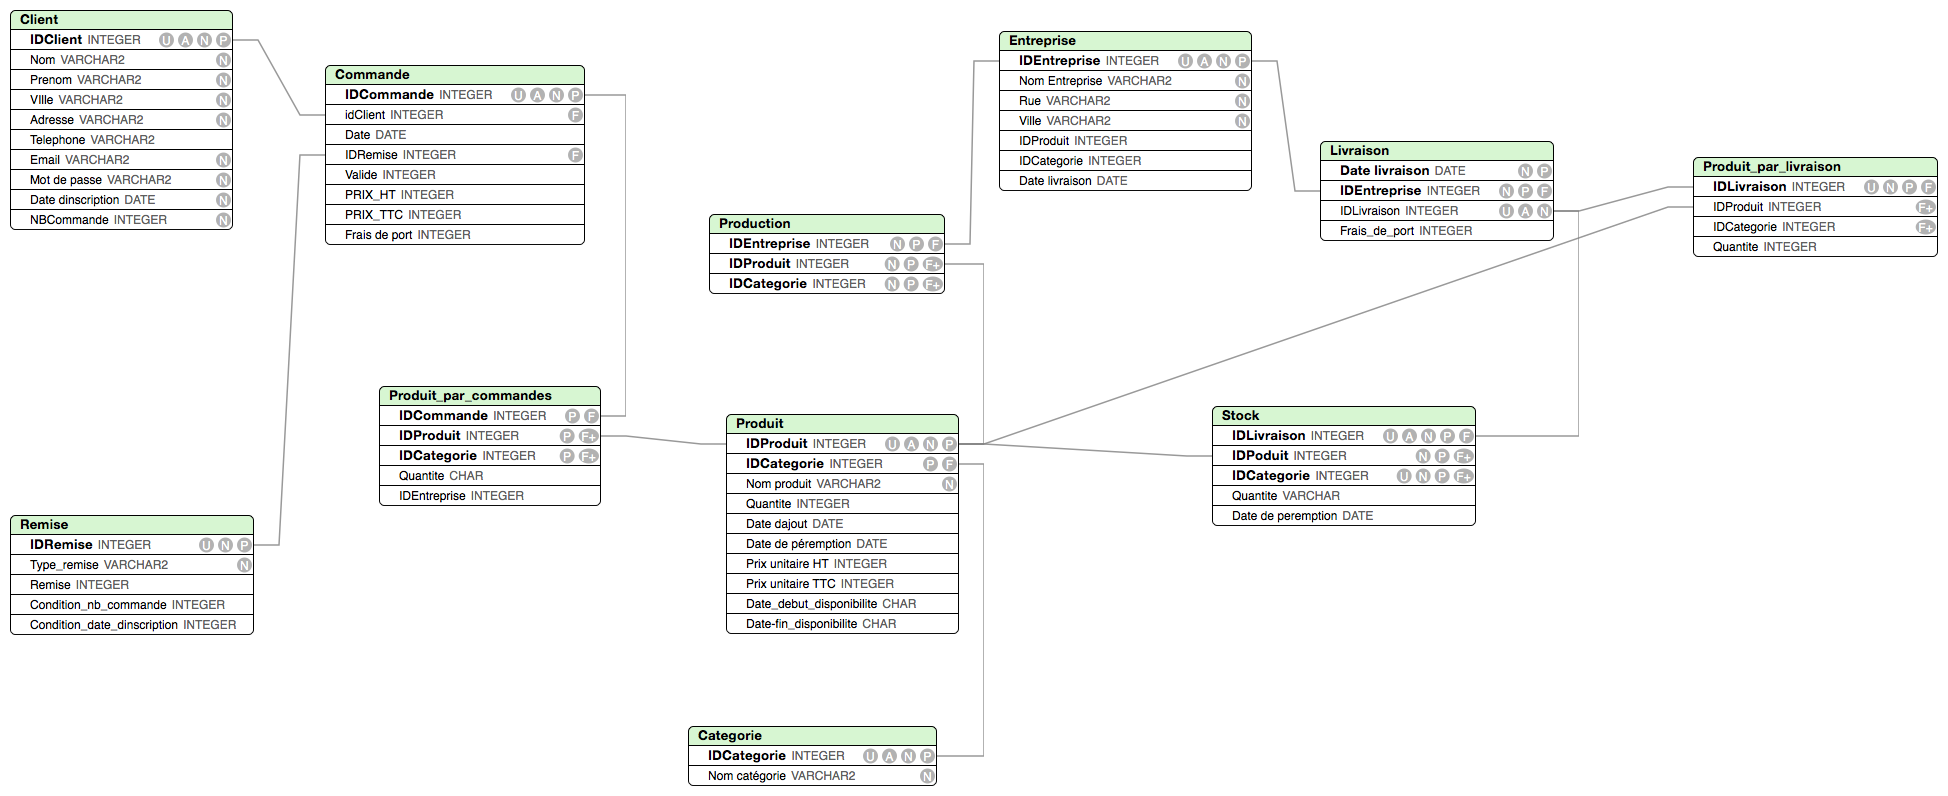 Client
IDClient INTEGER U A N P
Nom VARCHAR2 N
Prenom VARCHAR2 N
VIlle VARCHAR2 N
Adresse VARCHAR2 N
Telephone VARCHAR2
Email VARCHAR2 N
Mot de passe VARCHAR2 N
Date dinscription DATE N
NBCommande INTEGER N
Commande
IDCommande INTEGER U A N P
idClient INTEGER F
Date DATE
IDRemise INTEGER F
Valide INTEGER
PRIX_HT INTEGER
PRIX_TTC INTEGER
Frais de port INTEGER
Entreprise
IDEntreprise INTEGER U A N P
Nom Entreprise VARCHAR2 N
Rue VARCHAR2 N
Ville VARCHAR2 N
IDProduit INTEGER
IDCategorie INTEGER
Date livraison DATE
Livraison
Date livraison DATE N P
IDEntreprise INTEGER N P F
IDLivraison INTEGER U A N
Frais_de_port INTEGER
Produit_par_livraison
IDLivraison INTEGER U N P F
IDProduit INTEGER F+
IDCategorie INTEGER F+
Quantite INTEGER
Production
IDEntreprise INTEGER N P F
IDProduit INTEGER N P F+
IDCategorie INTEGER N P F+
Produit_par_commandes
IDCommande INTEGER P F
IDProduit INTEGER P F+
IDCategorie INTEGER P F+
Quantite CHAR
IDEntreprise INTEGER
Produit
IDProduit INTEGER U A N P
IDCategorie INTEGER P F
Nom produit VARCHAR2 N
Quantite INTEGER
Date dajout DATE
Date de péremption DATE
Prix unitaire HT INTEGER
Prix unitaire TTC INTEGER
Date_debut_disponibilite CHAR
Date-fin_disponibilite CHAR
Stock
IDLivraison INTEGER U A N P F
IDPoduit INTEGER N P F+
IDCategorie INTEGER U N P F+
Quantite VARCHAR
Date de peremption DATE
Remise
IDRemise INTEGER U N P
Type_remise VARCHAR2 N
Remise INTEGER
Condition_nb_commande INTEGER
Condition_date_dinscription INTEGER
Categorie
IDCategorie INTEGER U A N P
Nom catégorie VARCHAR2 N